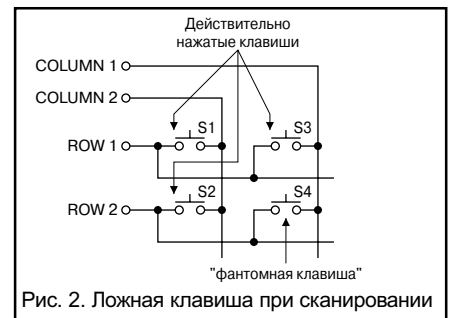 Действительно
нажатые клавиши
COLUMN 1
COLUMN 2
S1
S3
ROW 1
S2
S4
ROW 2
"фантомная клавиша"
Рис. 2. Ложная клавиша при сканировании